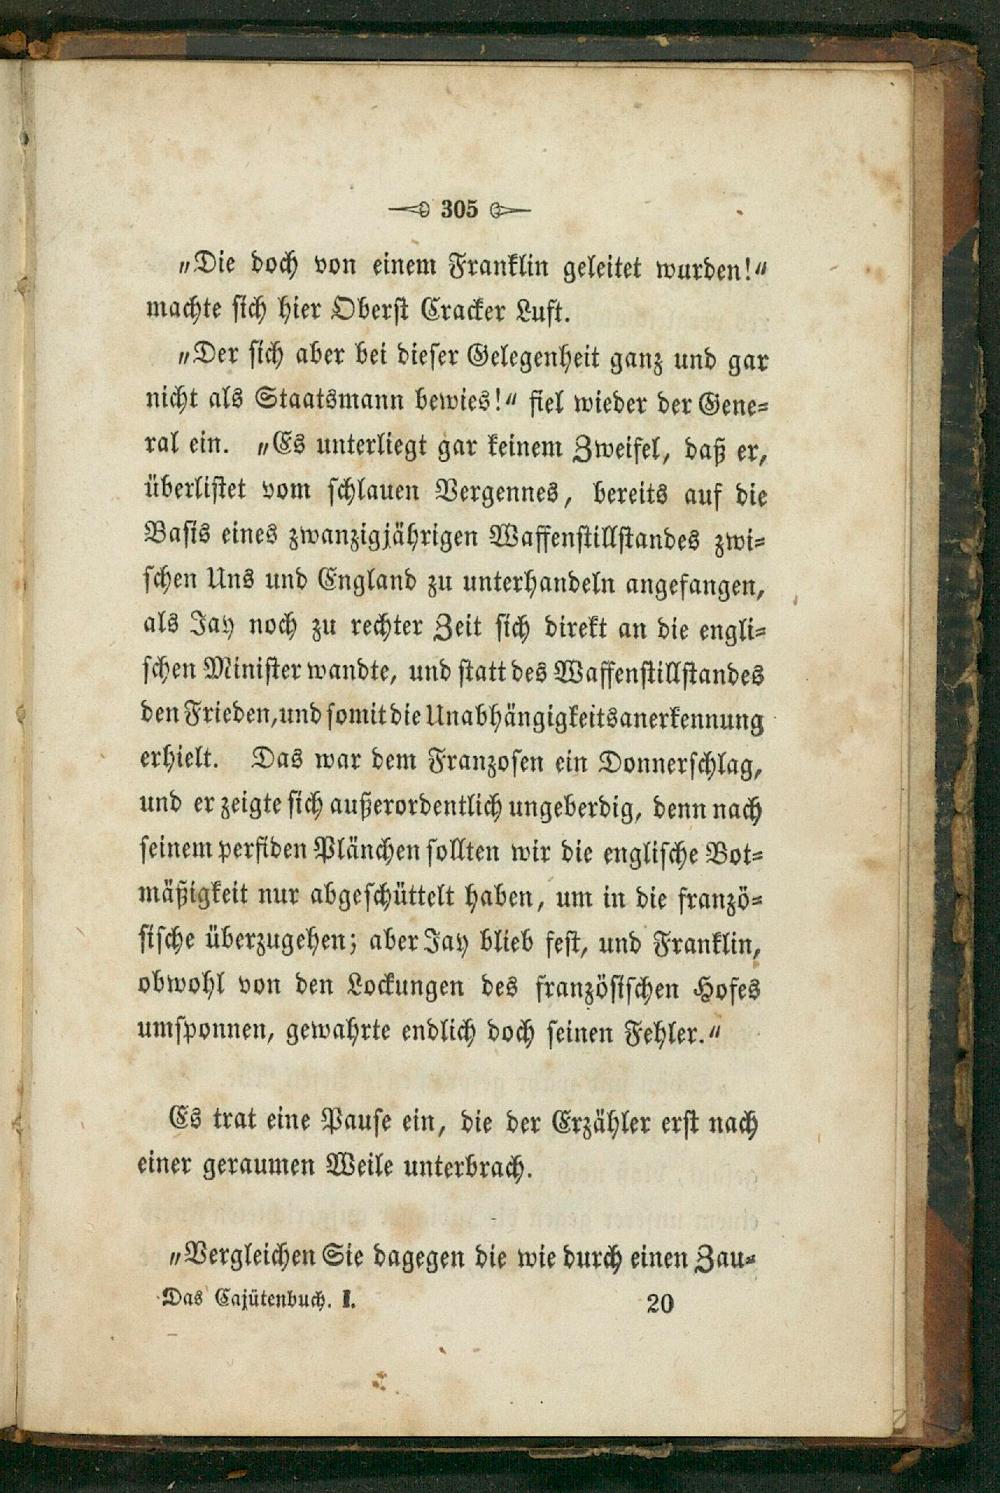 305
„Die doch von einem Franklin geleitet wurden!“
machte sich hier Oberst Cracker Luft.
„Der sich aber bei dieser Gelegenheit ganz und gar
nicht als Staatsmann bewies!“ fiel wieder der Gene-
ral ein. „Es unterliegt gar keinem Zweifel, daß er,
überlistet vom schlauen Vergennes, bereits auf die
Basis eines zwanzigjährigen Waffenstillstandes zwi-
schen Uns und England zu unterhandeln angefangen,
als Jay noch zu rechter Zeit sich direkt an die engli-
schen Minister wandte, und statt des Waffenstillstandes
den Frieden, und somit die Unabhängigkeitsanerkennung
erhielt. Das war dem Franzosen ein Donnerschlag,
und er zeigte sich außerordentlich ungeberdig, denn nach
seinem perfiden Plänchen sollten wir die englische Bot-
mäßigkeit nur abgeschüttelt haben, um in die franzö-
sische überzugehen; aber Jay blieb fest, und Franklin,
obwohl von den Lockungen des französischen Hofes
umsponnen, gewahrte endlich doch seinen Fehler.“
Es trat eine Pause ein, die der Erzähler erst nach
einer geraumen Weile unterbrach.
„Vergleichen Sie dagegen die wie durch einen Zau-
Das Cajütenbuch. I. 20